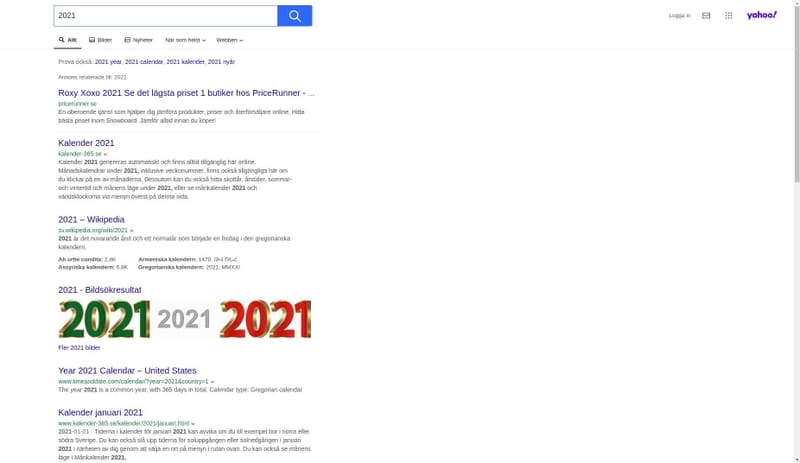 2021
Logga in
yahoo!
Allt
Bilder
Nyheter
När som helst
Webben
Prova också: 2021 year, 2021 calendar, 2021 kalender, 2021 nyår
Annons relaterade till: 2021
Roxy Xoxo 2021 Se det lägsta priset 1 butiker hos PriceRunner - ...
pricerunner.se
En oberoende tjänst som hjälper dig jämföra produkter, priser och återförsäljare online. Hitta
bästa priset inom Snowboard. Jämför alltid innan du köper!
Kalender 2021
kalender-365.se
Kalender 2021 genereras automatiskt och finns alltid tillgänglig här online.
Månadskalendrar under 2021, inklusive veckonummer, finns också tillgängliga här om
du klickar på en av månaderna. Dessutom kan du också hitta skottår, årstider, sommar-
och vintertid och månens läge under 2021, eller se månkalender 2021 och
världsklockorna via menyn överst på denna sida.
2021 – Wikipedia
sv.wikipedia.org/wiki/2021
2021 är det nuvarande året och ett normalår som började en fredag i den gregorianska
kalendern.
Ab urbe condita: 2,8K
Armeniska kalendern: 1470,
Assyriska kalendern: 6,8K
Gregorianska kalendern: 2021, MMXXI
2021 - Bildsökresultat
2021
2021
2021
Fler 2021 bilder
Year 2021 Calendar – United States
www.timeanddate.com/calendar/?year=2021&country=1
The year 2021 is a common year, with 365 days in total. Calendar type: Gregorian calendar
Kalender januari 2021
www.kalender-365.se/kalender/2021/januari.html
2021-01-01 · Tiderna i kalender för januari 2021 kan avvika om du till exempel bor i norra eller
södra Sverige. Du kan också slå upp tiderna för soluppgången eller solnedgången i januari
2021 i närheten av dig genom att välja en ort på menyn i rutan ovan. Du kan också se månens
läge i Månkalender 2021.